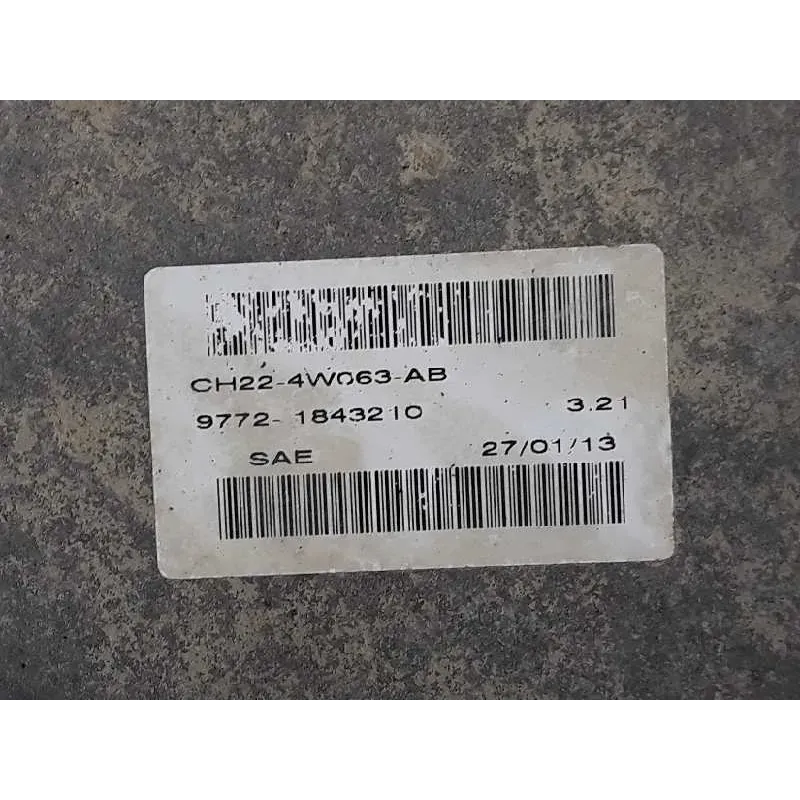 CH22-4W063-AB
9772- 1843210 3.21
SAE 27/01/13